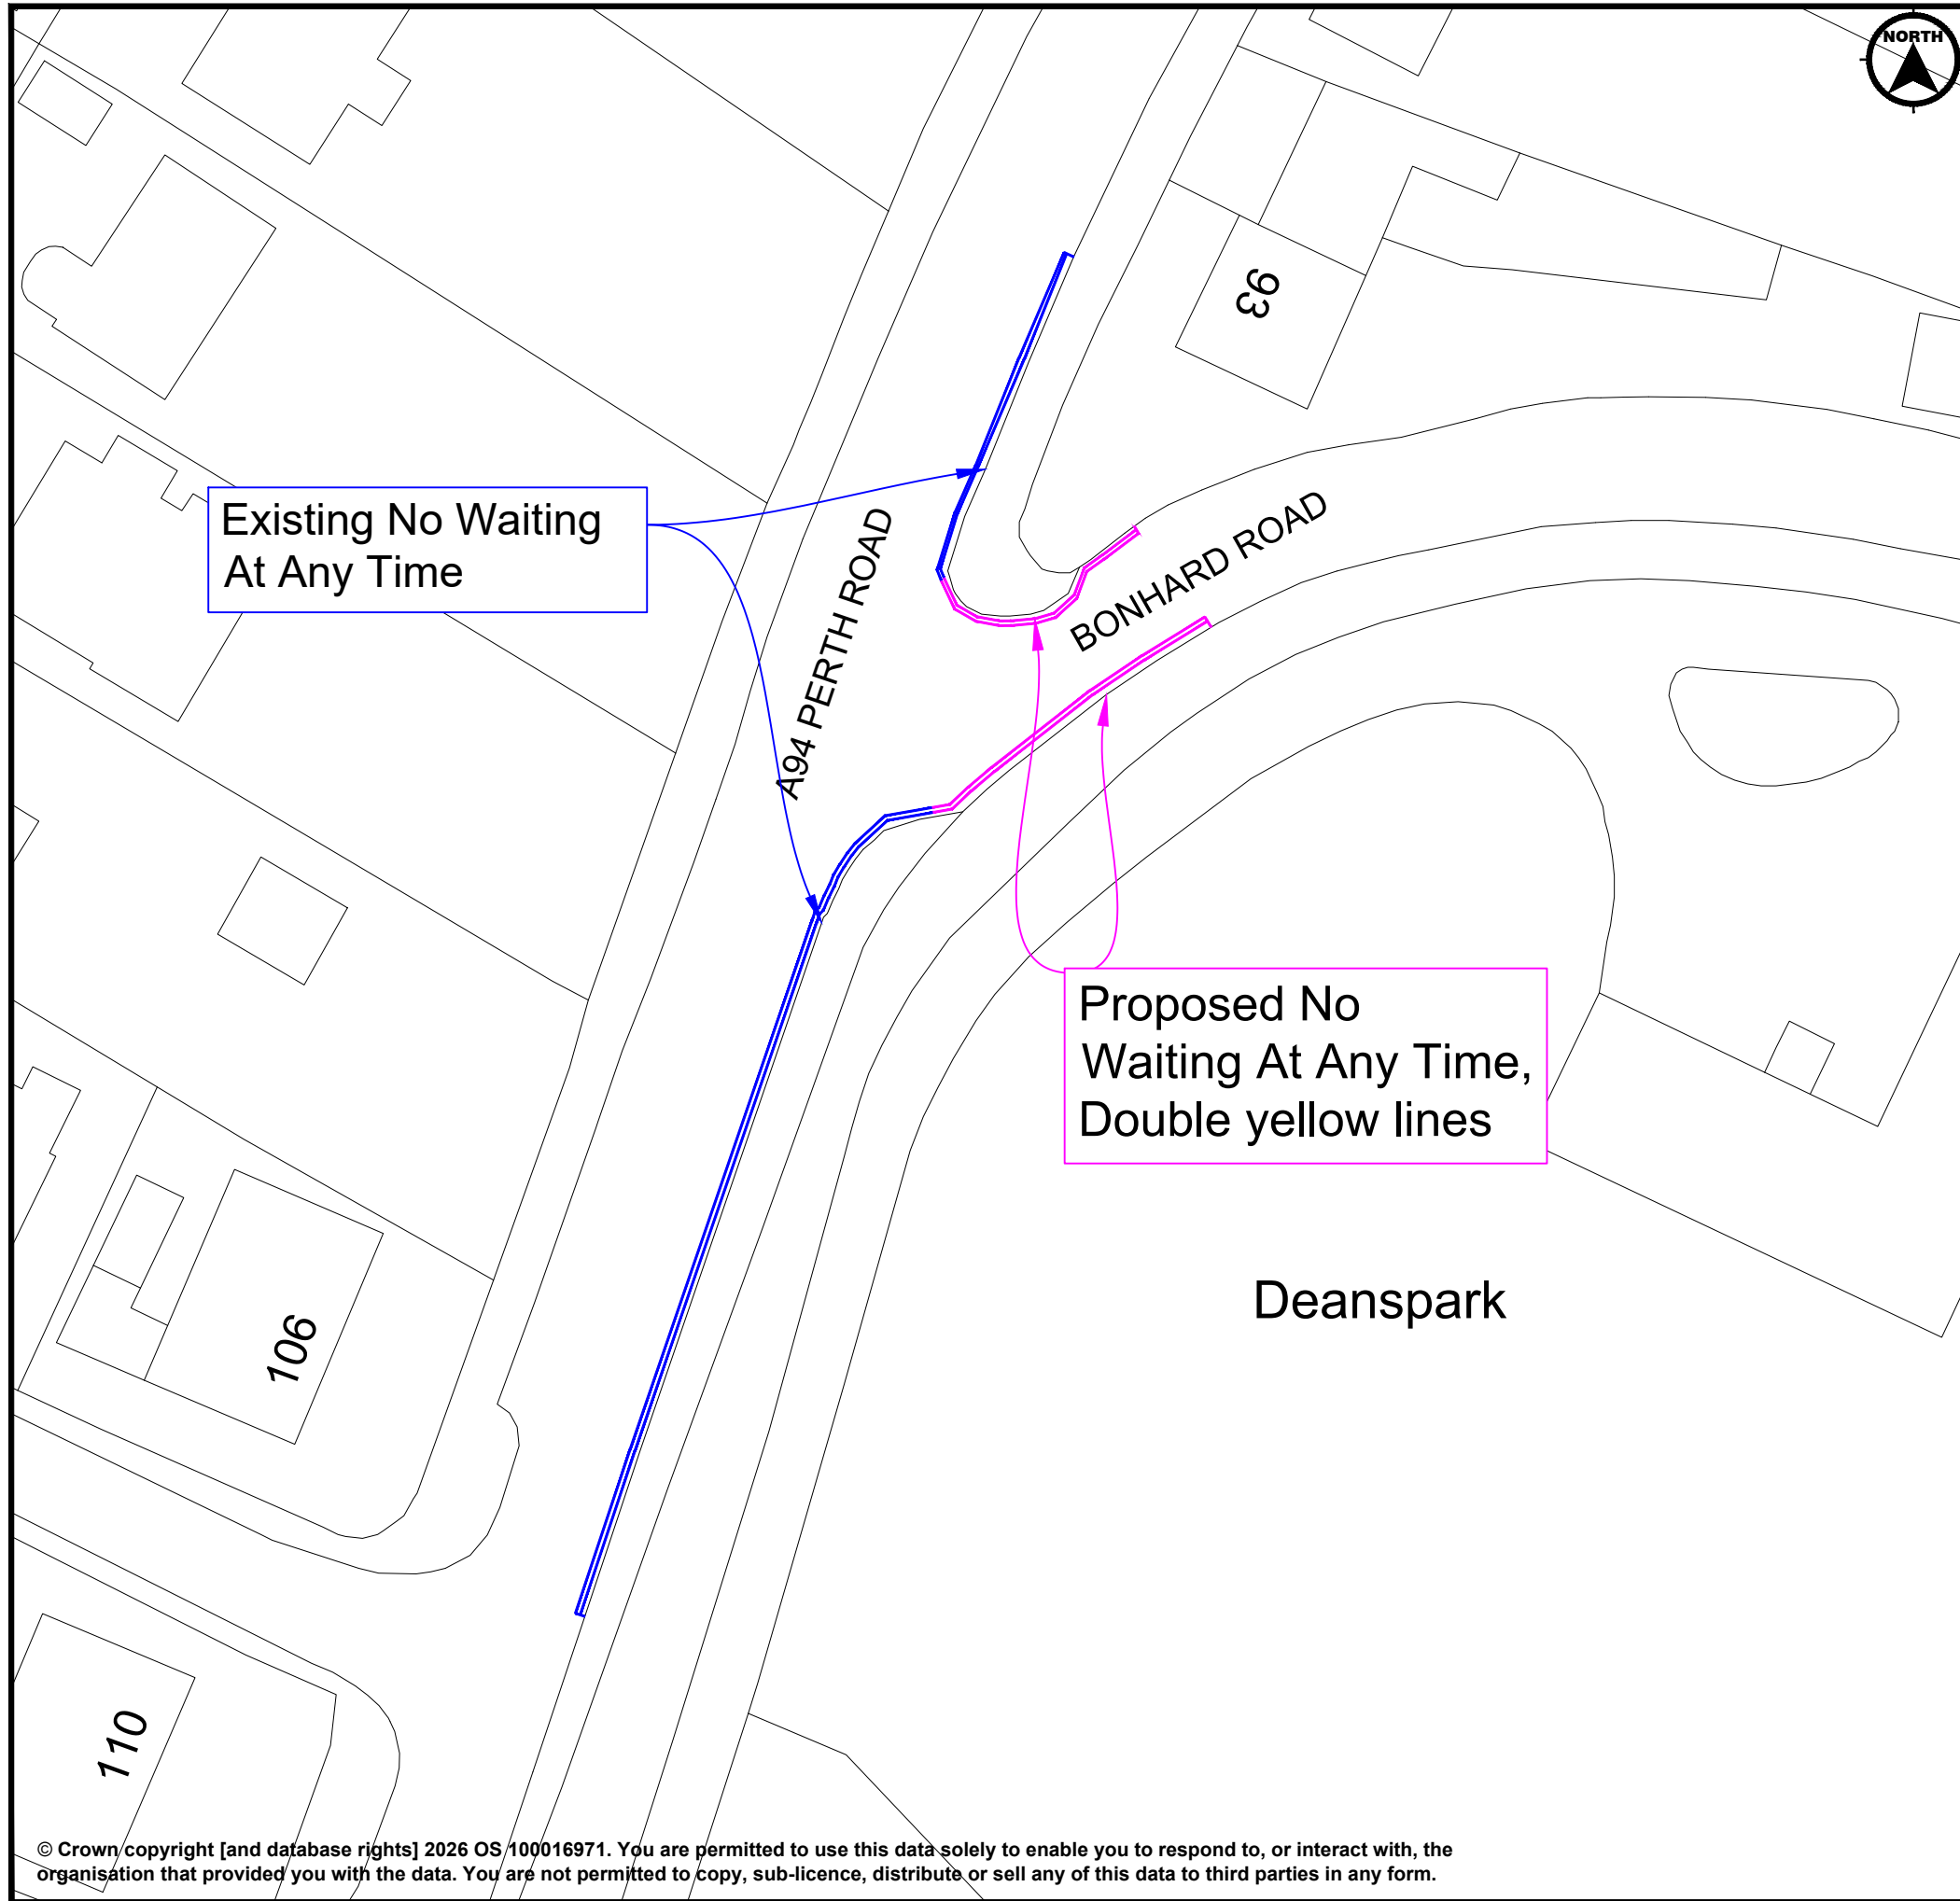 NORTH
93
Existing No Waiting
At Any Time
A94 PERTH ROAD
BONHARD ROAD
Proposed No
Waiting At Any Time,
Double yellow lines
Deanspark
106
110
© Crown copyright [and database rights] 2026 OS 100016971. You are permitted to use this data solely to enable you to respond to, or interact with, the
organisation that provided you with the data. You are not permitted to copy, sub-licence, distribute or sell any of this data to third parties in any form.